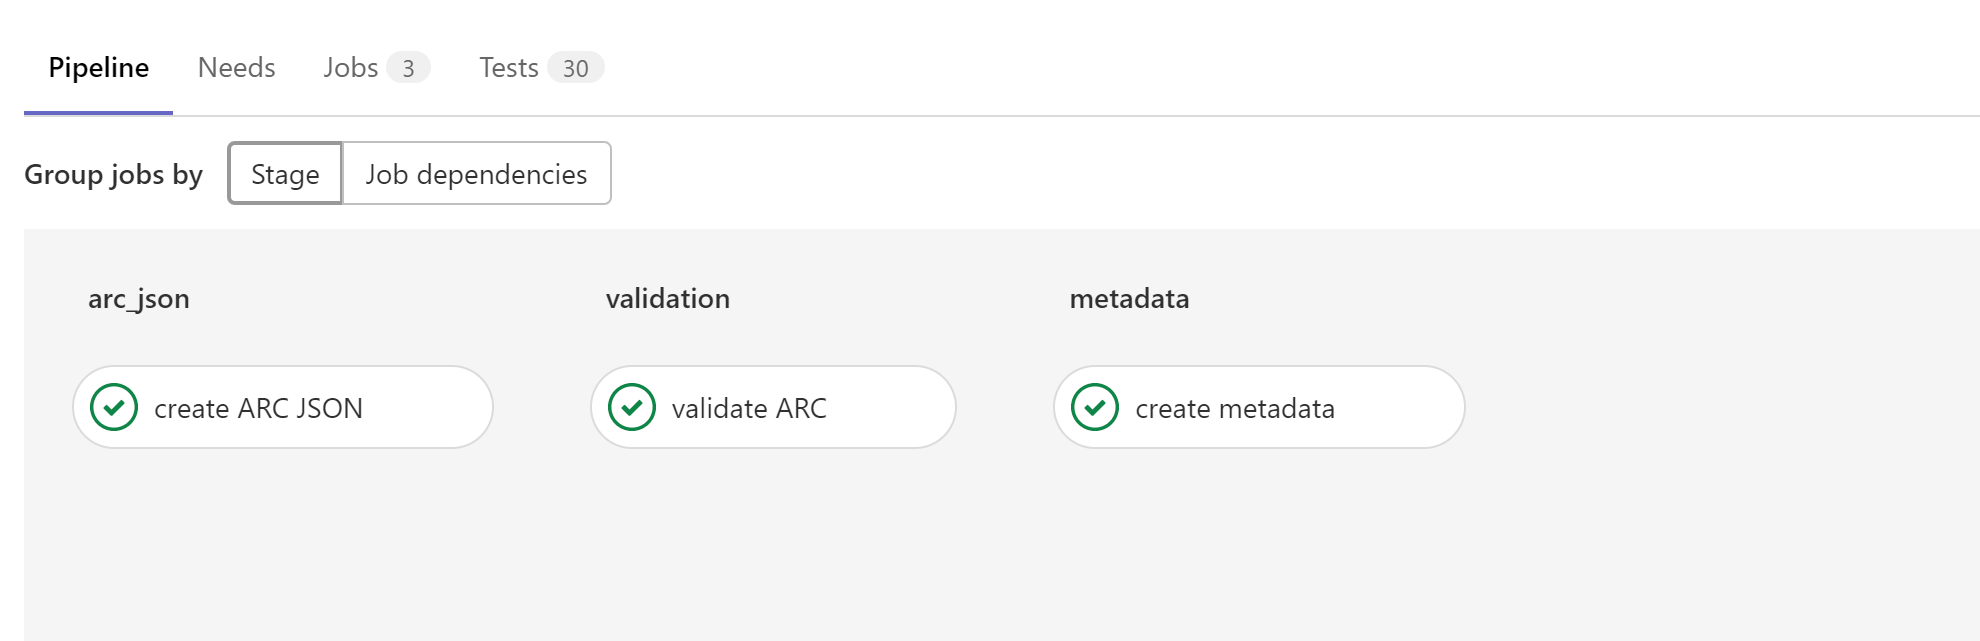 Pipeline Needs Jobs 3 Tests 30
Group jobs by Stage Job dependencies
arc_json validation metadata
create ARC JSON validate ARC create metadata